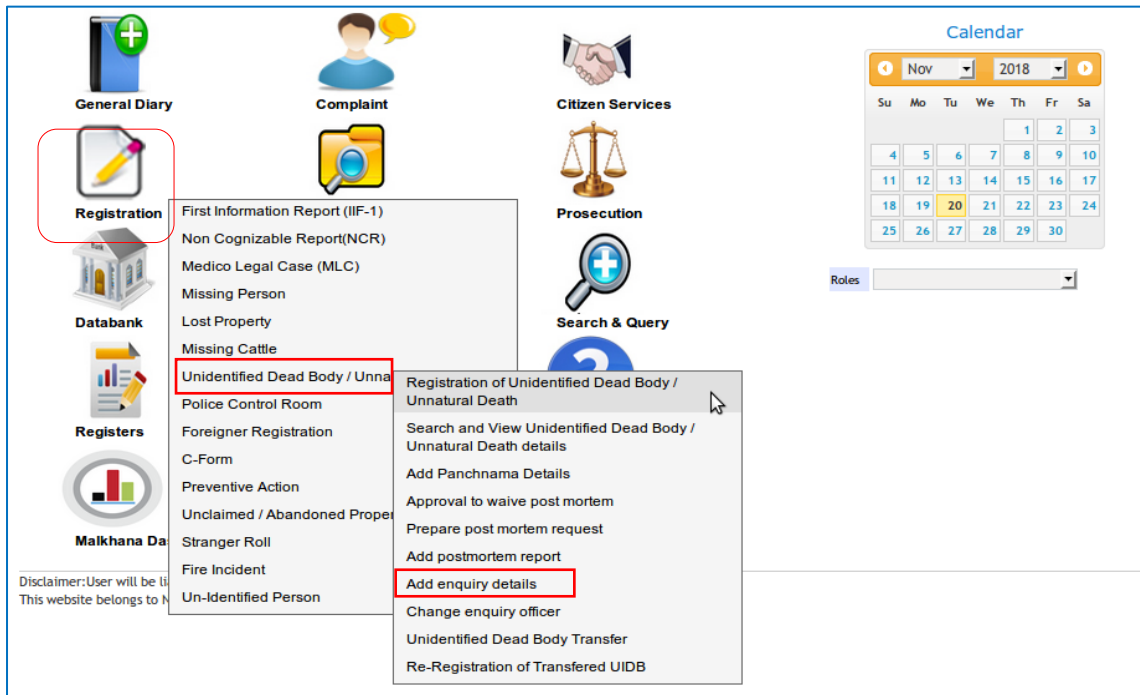 General Diary
Complaint
Citizen Services
Registration
Prosecution
Databank
Search & Query
Registers
Malkhana Da
First Information Report (IIF-1)
Non Cognizable Report(NCR)
Medico Legal Case (MLC)
Missing Person
Lost Property
Missing Cattle
Unidentified Dead Body / Unna
Police Control Room
Foreigner Registration
C-Form
Preventive Action
Unclaimed / Abandoned Proper
Stranger Roll
Fire Incident
Un-Identified Person
Registration of Unidentified Dead Body /
Unnatural Death
Search and View Unidentified Dead Body /
Unnatural Death details
Add Panchnama Details
Approval to waive post mortem
Prepare post mortem request
Add postmortem report
Add enquiry details
Change enquiry officer
Unidentified Dead Body Transfer
Re-Registration of Transfered UIDB
Calendar
Nov 2018
Su Mo Tu We Th Fr Sa
1 2 3
4 5 6 7 8 9 10
11 12 13 14 15 16 17
18 19 20 21 22 23 24
25 26 27 28 29 30
Roles
Disclaimer:User will be li
This website belongs to N